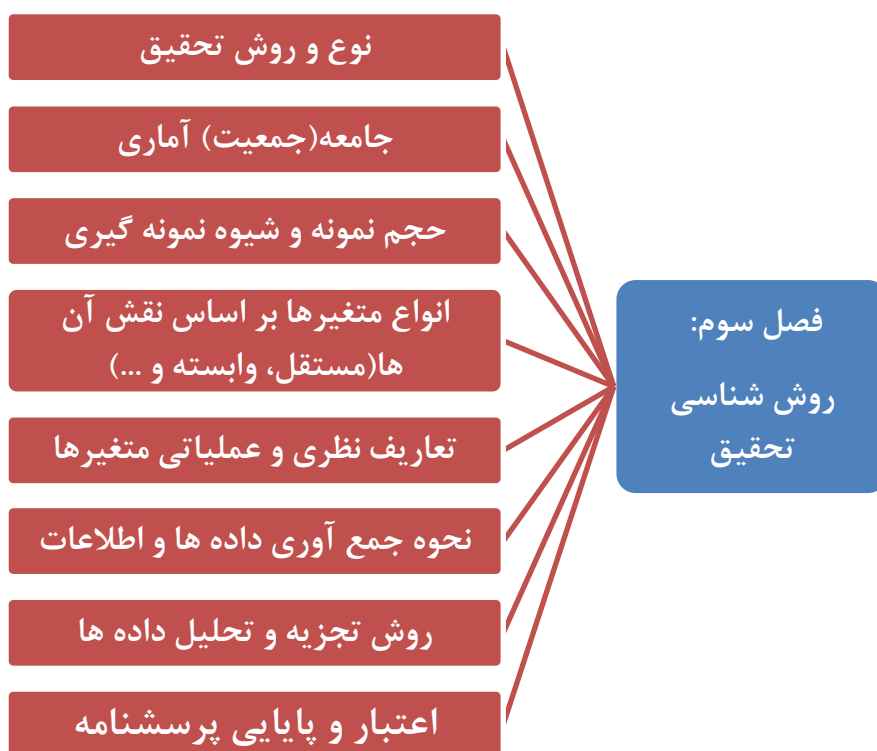 فصل سوم:
روش شناسی
تحقیق
نوع و روش تحقیق
جامعه(جمعیت) آماری
حجم نمونه و شیوه نمونه گیری
انواع متغیرها بر اساس نقش آن
ها(مستقل، وابسته و ...)
تعاریف نظری و عملیاتی متغیرها
نحوه جمع آوری داده ها و اطلاعات
روش تجزیه و تحلیل داده ها
اعتبار و پایایی پرسشنامه